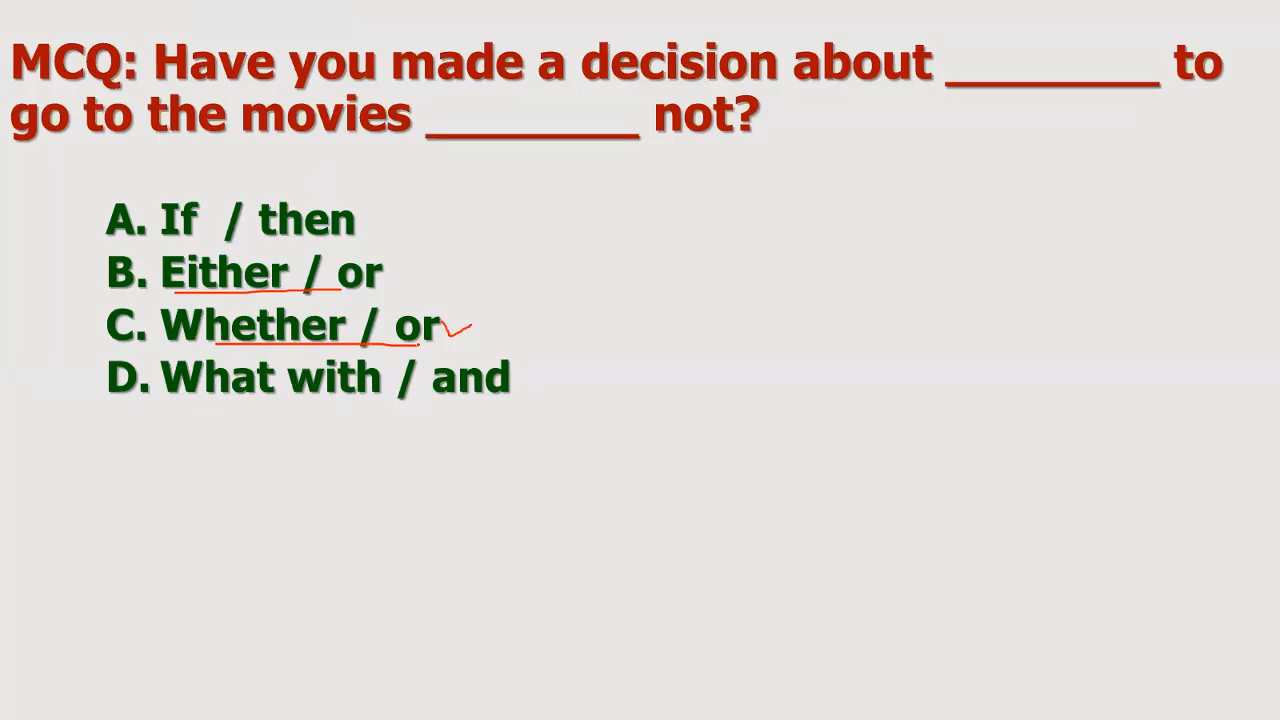 MCQ: Have you made a decision about ________ to
go to the movies ________ not?
A. If / then
B. Either / or
C. Whether / or
D. What with / and